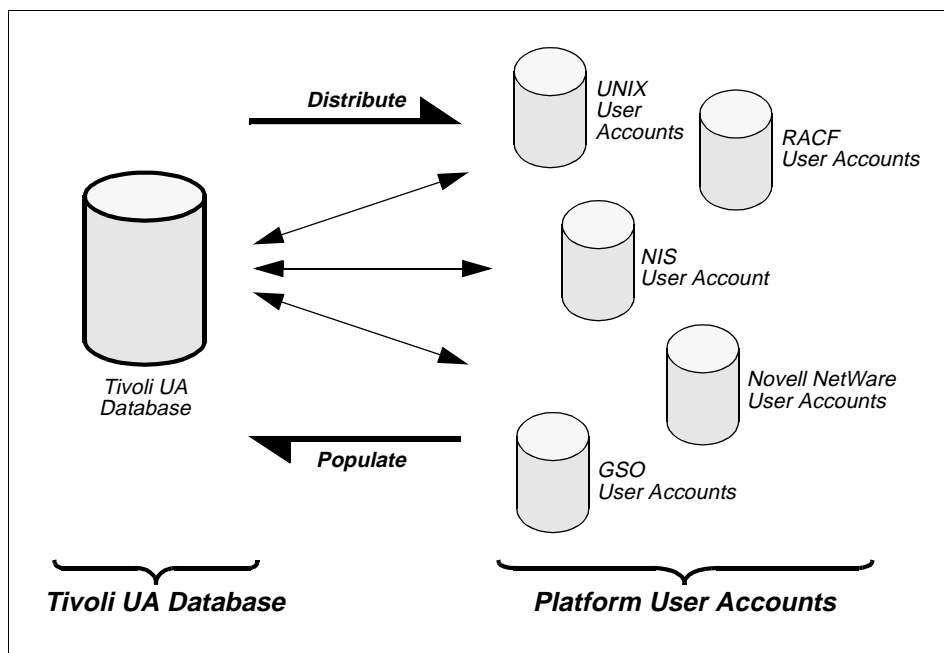 Distribute
UNIX
User
Accounts
RACF
User Accounts
NIS
User Account
Tivoli UA
Database
Novell NetWare
User Accounts
Populate
GSO
User Accounts
Tivoli UA Database
Platform User Accounts